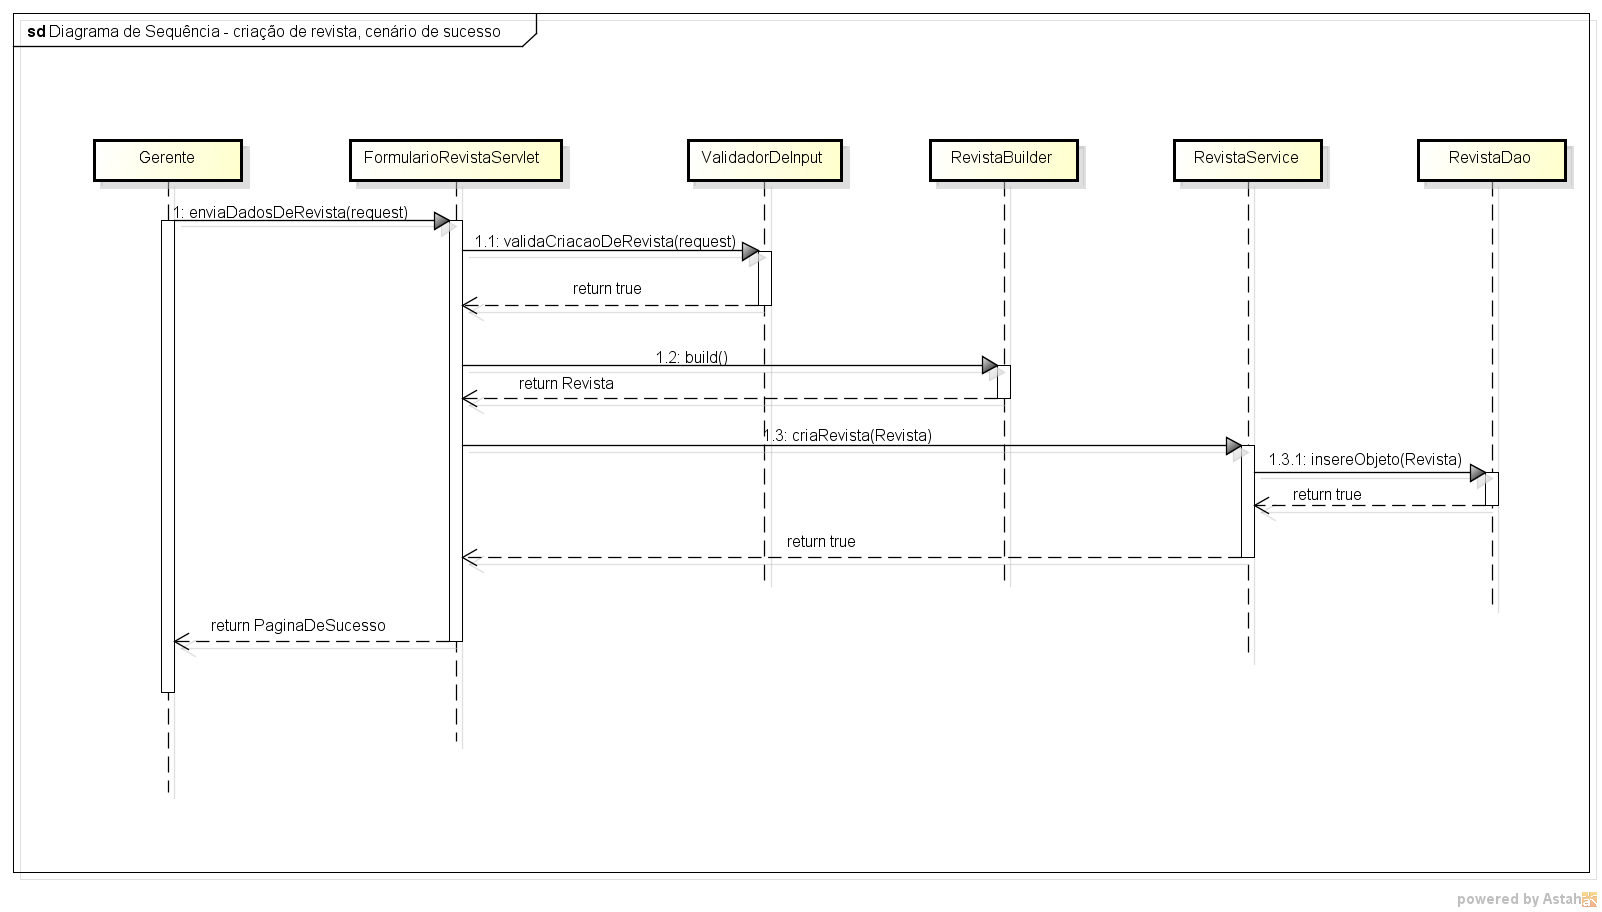 sd Diagrama de Sequência - criação de revista, cenário de sucesso
Gerente
FormularioRevistaServlet
ValidadorDeInput
RevistaBuilder
RevistaService
RevistaDao
1: enviaDadosDeRevista(request)
1.1: validaCriacaoDeRevista(request)
return true
1.2: build()
return Revista
1.3: criaRevista(Revista)
1.3.1: insereObjeto(Revista)
return true
return true
return PaginaDeSucesso
powered by Astah